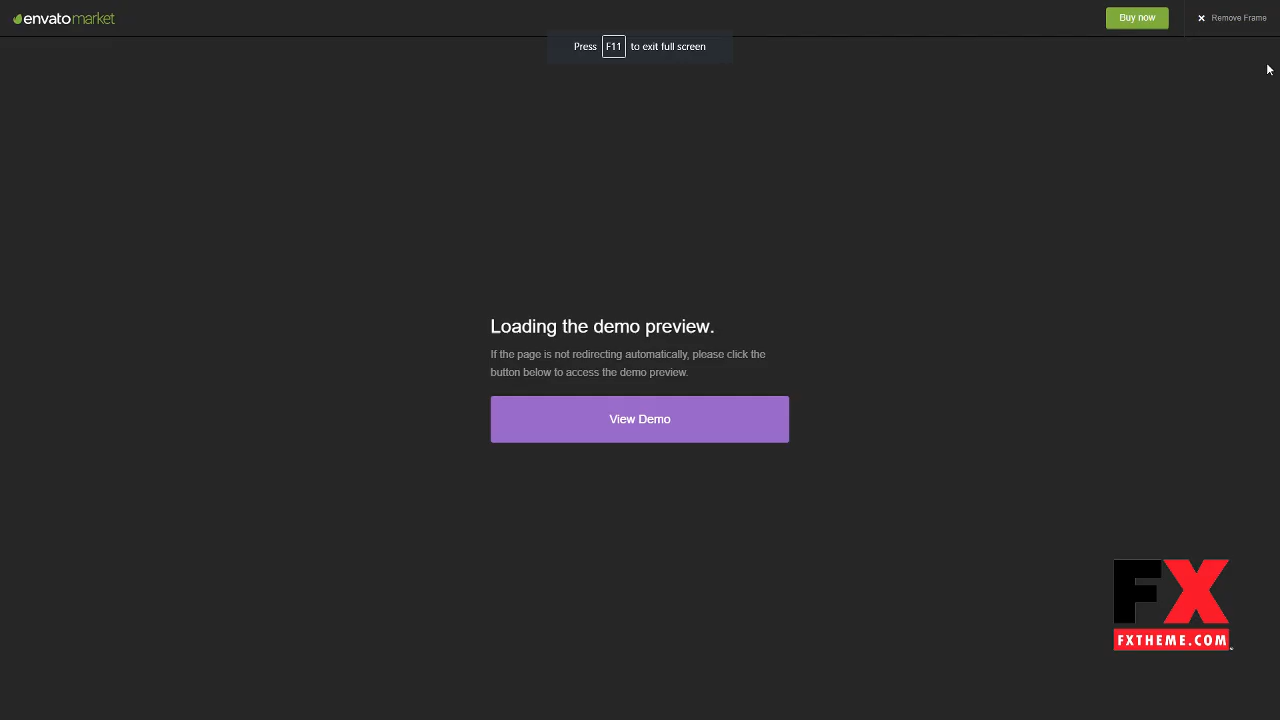 envatomarket
Buy now
Remove Frame
Press F11 to exit full screen
Loading the demo preview.
If the page is not redirecting automatically, please click the
button below to access the demo preview.
View Demo
FX
FXTHEME.COM